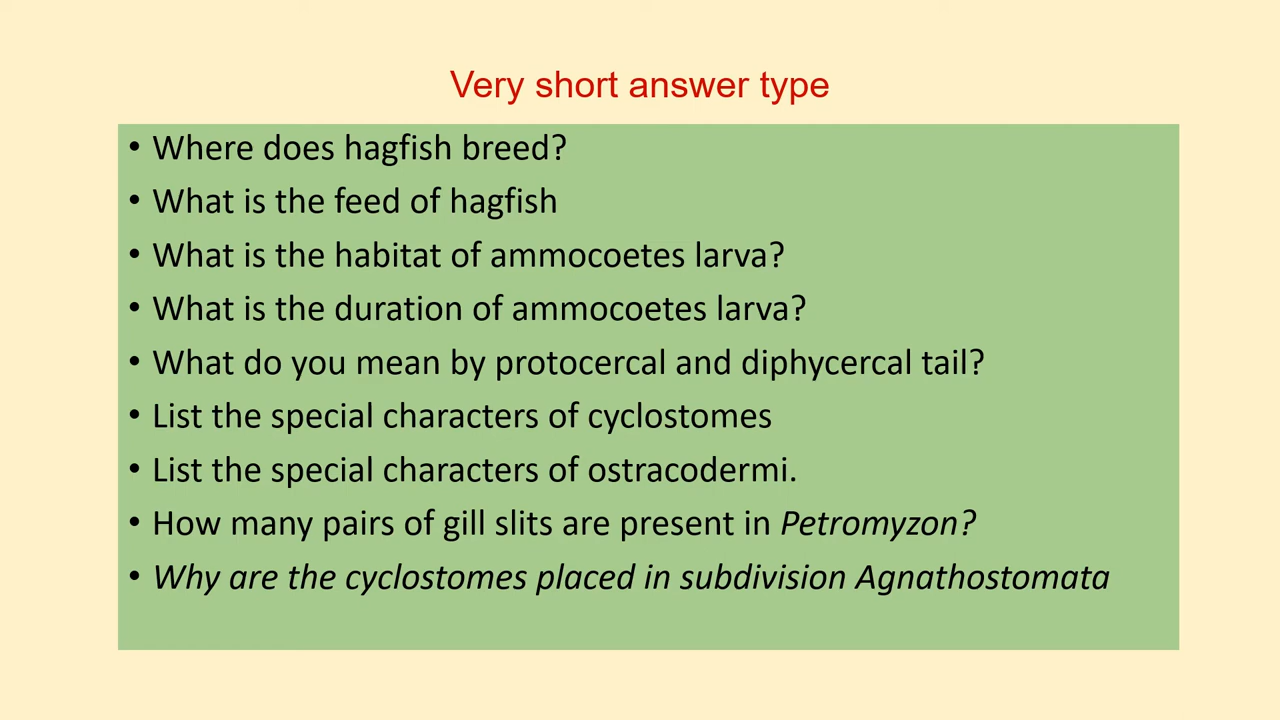 Very short answer type
• Where does hagfish breed?
• What is the feed of hagfish
• What is the habitat of ammocoetes larva?
• What is the duration of ammocoetes larva?
• What do you mean by protocercal and diphycercal tail?
• List the special characters of cyclostomes
• List the special characters of ostracodermi.
• How many pairs of gill slits are present in Petromyzon?
• Why are the cyclostomes placed in subdivision Agnathostomata